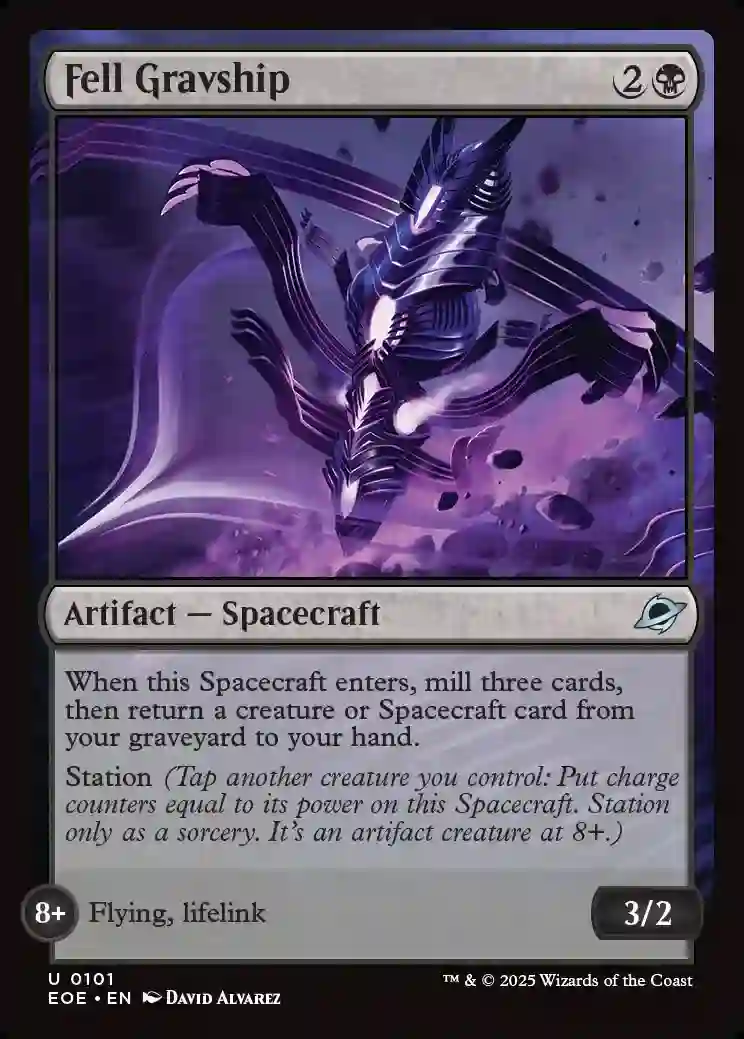 Fell Gravship
2
Artifact — Spacecraft
When this Spacecraft enters, mill three cards,
then return a creature or Spacecraft card from
your graveyard to your hand.
Station (Tap another creature you control: Put charge
counters equal to its power on this Spacecraft. Station
only as a sorcery. It's an artifact creature at 8+.)
8+ Flying, lifelink
3/2
U 0101
EOE • EN David Alvarez
™ & © 2025 Wizards of the Coast